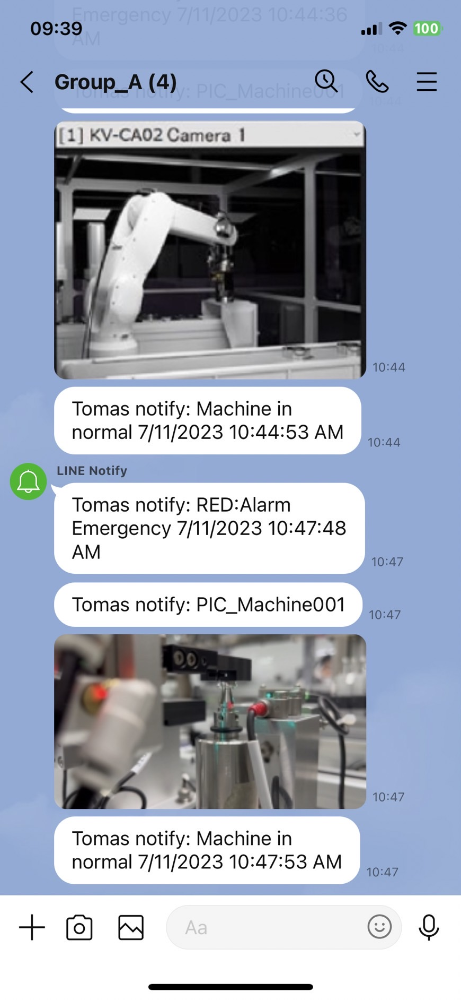 Emergency 7/11/2023 10:44:36
09:39
100
AM
10:44
Group_A (4)
Tomas notify: PIC_Machine001
10:44
[1] KV-CA02 Camera 1
10:44
Tomas notify: Machine in
normal 7/11/2023 10:44:53 AM
10:44
LINE Notify
Tomas notify: RED:Alarm
Emergency 7/11/2023 10:47:48
AM
10:47
Tomas notify: PIC_Machine001
10:47
10:47
Tomas notify: Machine in
normal 7/11/2023 10:47:53 AM
10:47
Aa